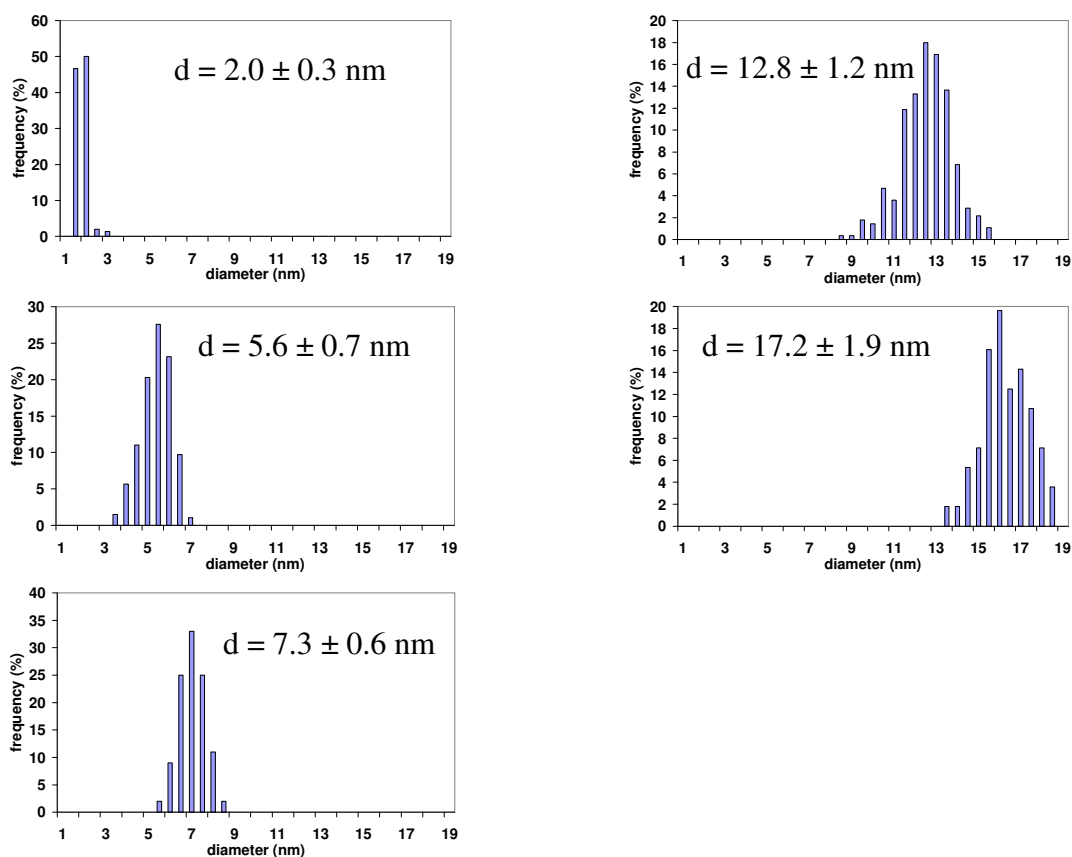 60
50
40
30
20
10
0
frequency (%)
d = 2.0 ± 0.3 nm
1 3 5 7 9 11 13 15 17 19
diameter (nm)
20
18
16
14
12
10
8
6
4
2
0
frequency (%)
d = 12.8 ± 1.2 nm
1 3 5 7 9 11 13 15 17 19
diameter (nm)
30
25
20
15
10
5
0
frequency (%)
d = 5.6 ± 0.7 nm
1 3 5 7 9 11 13 15 17 19
diameter (nm)
20
18
16
14
12
10
8
6
4
2
0
frequency (%)
d = 17.2 ± 1.9 nm
1 3 5 7 9 11 13 15 17 19
diameter (nm)
40
35
30
25
20
15
10
5
0
frequency (%)
d = 7.3 ± 0.6 nm
1 3 5 7 9 11 13 15 17 19
diameter (nm)